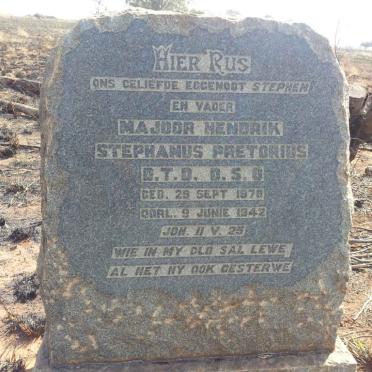 HIER RUS
ONS GELIEFDE EGGENOOT STEPHEN
EN VADER
MAJOOR HENDRIK
STEPHANUS PRETORIUS
D.T.D. D.S.O
GEB. 29 SEPT 1878
OORL. 9 JUNIE 1942
JOH. 11 V. 25
WIE IN MY GLO SAL LEWE
AL HET HY OOK GESTERWE